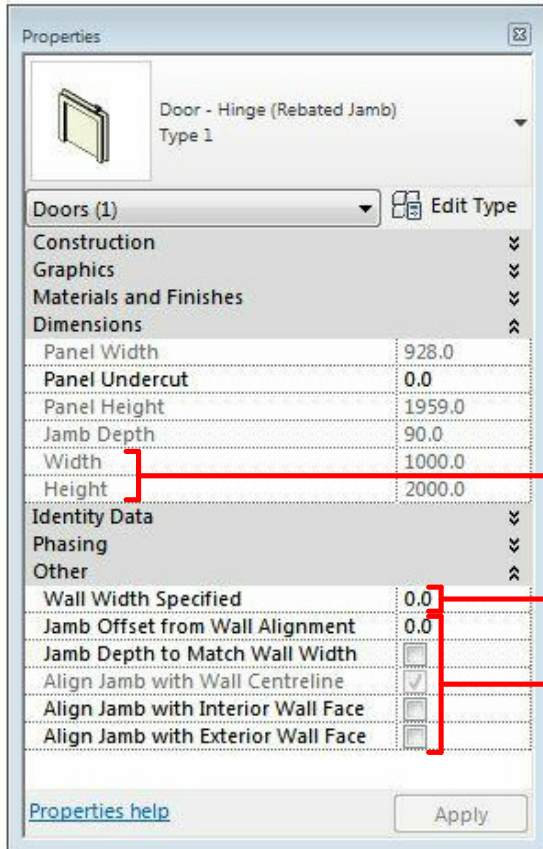 Properties
Door - Hinge (Rebated Jamb)
Type 1
Doors (1) Edit Type
Construction
Graphics
Materials and Finishes
Dimensions
Panel Width 928.0
Panel Undercut 0.0
Panel Height 1959.0
Jamb Depth 90.0
Width 1000.0
Height 2000.0
Identity Data
Phasing
Other
Wall Width Specified 0.0
Jamb Offset from Wall Alignment 0.0
Jamb Depth to Match Wall Width
Align Jamb with Wall Centreline
Align Jamb with Interior Wall Face
Align Jamb with Exterior Wall Face
Properties help Apply